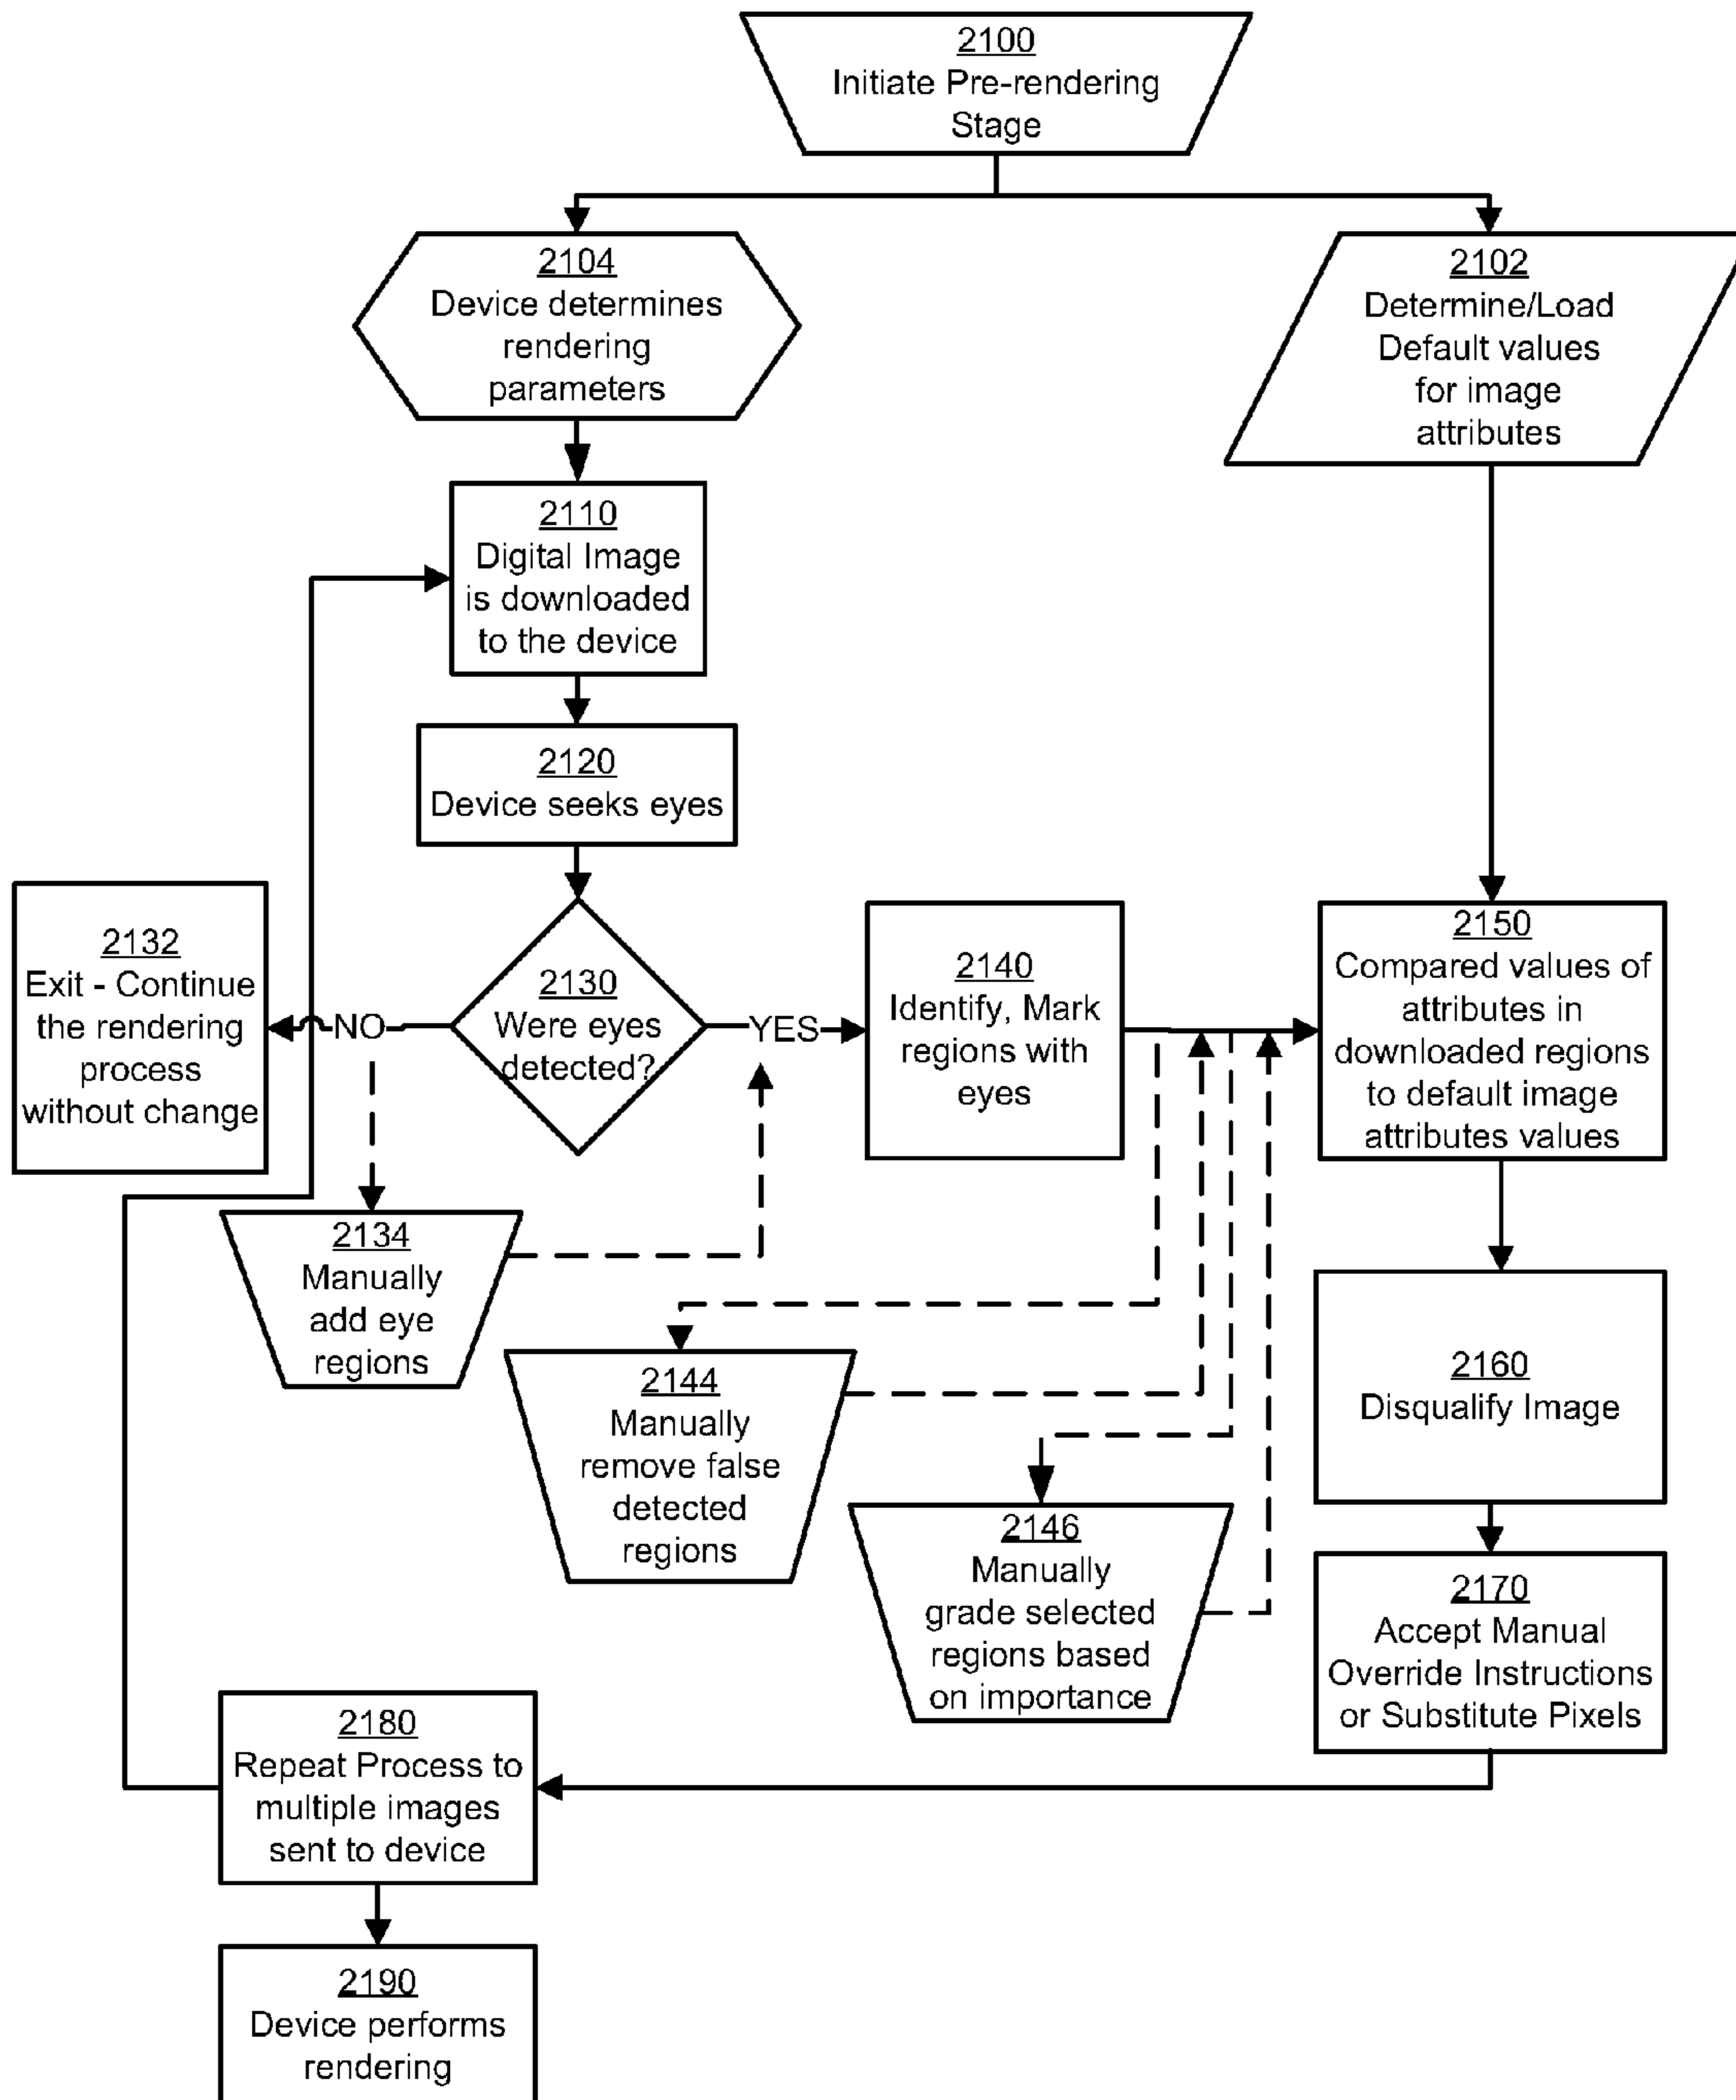 2100
Initiate Pre-rendering
Stage
2104
Device determines
rendering
parameters
2102
Determine/Load
Default values
for image
attributes
2110
Digital Image
is downloaded
to the device
2120
Device seeks eyes
2132
Exit - Continue
the rendering
process
without change
NO
2130
Were eyes
detected?
YES
2140
Identify, Mark
regions with
eyes
2150
Compared values of
attributes in
downloaded regions
to default image
attributes values
2134
Manually
add eye
regions
2144
Manually
remove false
detected
regions
2160
Disqualify Image
2146
Manually
grade selected
regions based
on importance
2170
Accept Manual
Override Instructions
or Substitute Pixels
2180
Repeat Process to
multiple images
sent to device
2190
Device performs
rendering